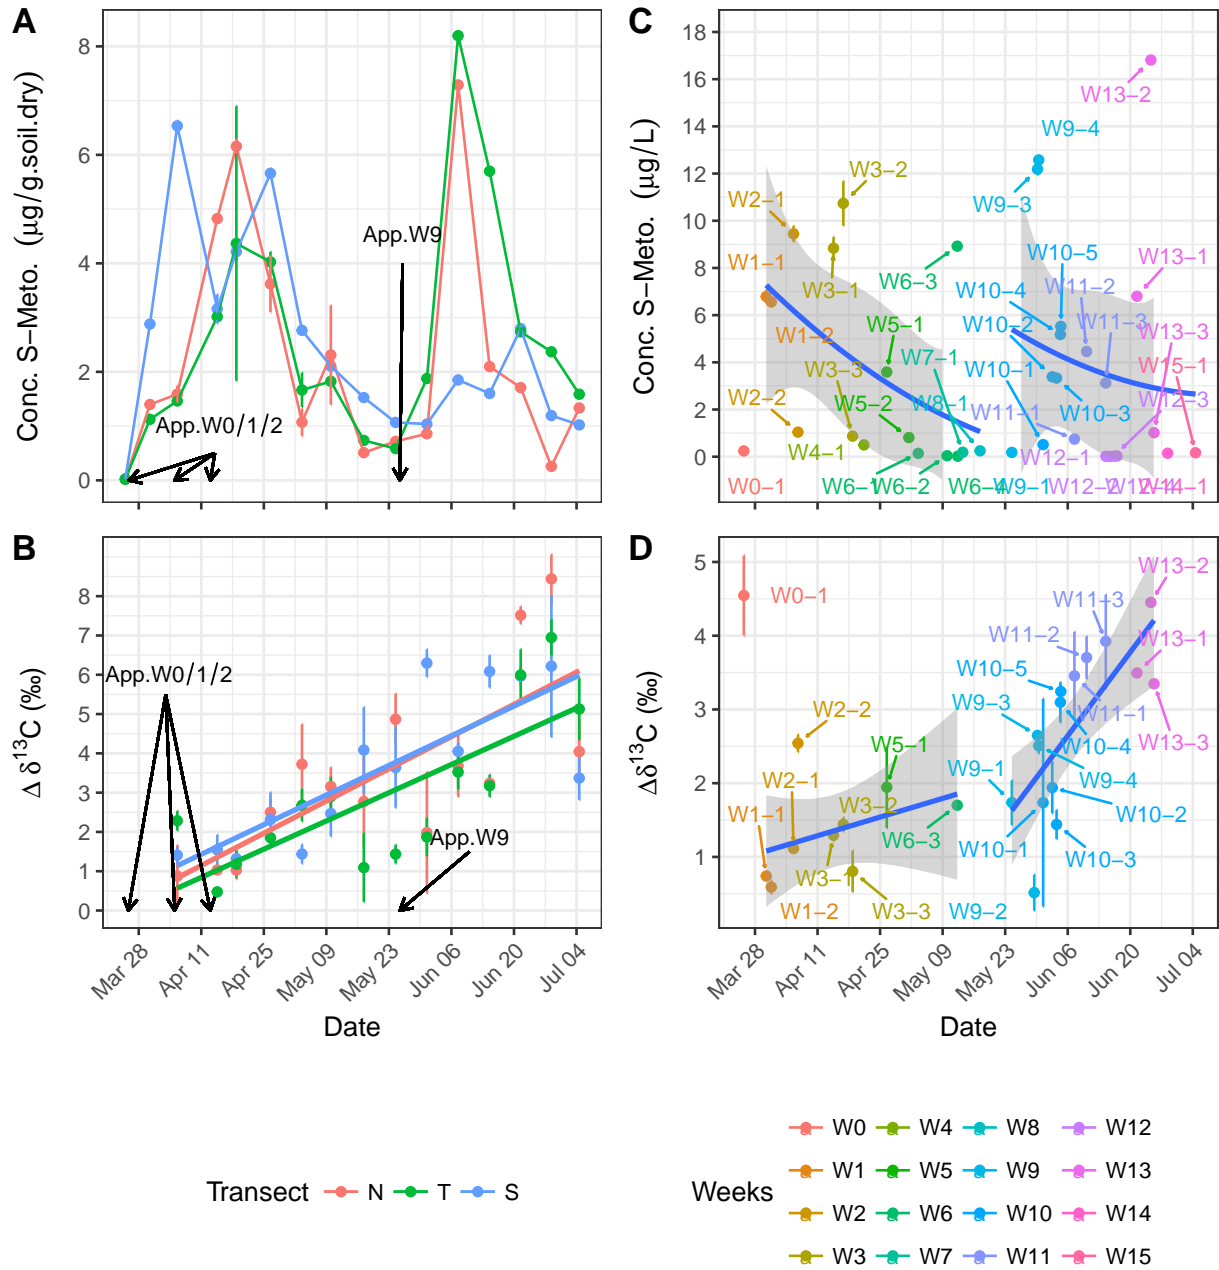 A
Conc. S−Meto. (µg/g.soil.dry)
8
6
4
2
0
App.W9
App.W0/1/2
C
Conc. S−Meto. (µg/L)
18
16
14
12
10
8
6
4
2
0
W13−2
W9−4
W3−2
W2−1
W9−3
W10−5
W13−1
W1−1
W6−3
W3−1
W10−4
W11−2
W1−2
W5−1
W10−2
W11−3
W13−3
W3−3
W7−1
W10−1
W15−1
W2−2
W5−2
W8−1
W11−1
W10−3
W12−3
W4−1
W12−1
W0−1
W6−1
W6−2
W6−4
W9−1
W12−2
W12−4
W14−1
B
Δ δ¹³C (‰)
8
7
6
5
4
3
2
1
0
App.W0/1/2
App.W9
Mar 28
Apr 11
Apr 25
May 09
May 23
Jun 06
Jun 20
Jul 04
Date
D
Δδ¹³C (‰)
5
4
3
2
1
W13−2
W0−1
W11−3
W11−2
W13−1
W10−5
W2−2
W9−3
W11−1
W13−3
W5−1
W10−4
W2−1
W9−1
W9−4
W1−1
W3−2
W10−2
W6−3
W10−1
W10−3
W3−1
W1−2
W3−3
W9−2
Mar 28
Apr 11
Apr 25
May 09
May 23
Jun 06
Jun 20
Jul 04
Date
Transect N T S
Weeks
W0 W4 W8 W12
W1 W5 W9 W13
W2 W6 W10 W14
W3 W7 W11 W15